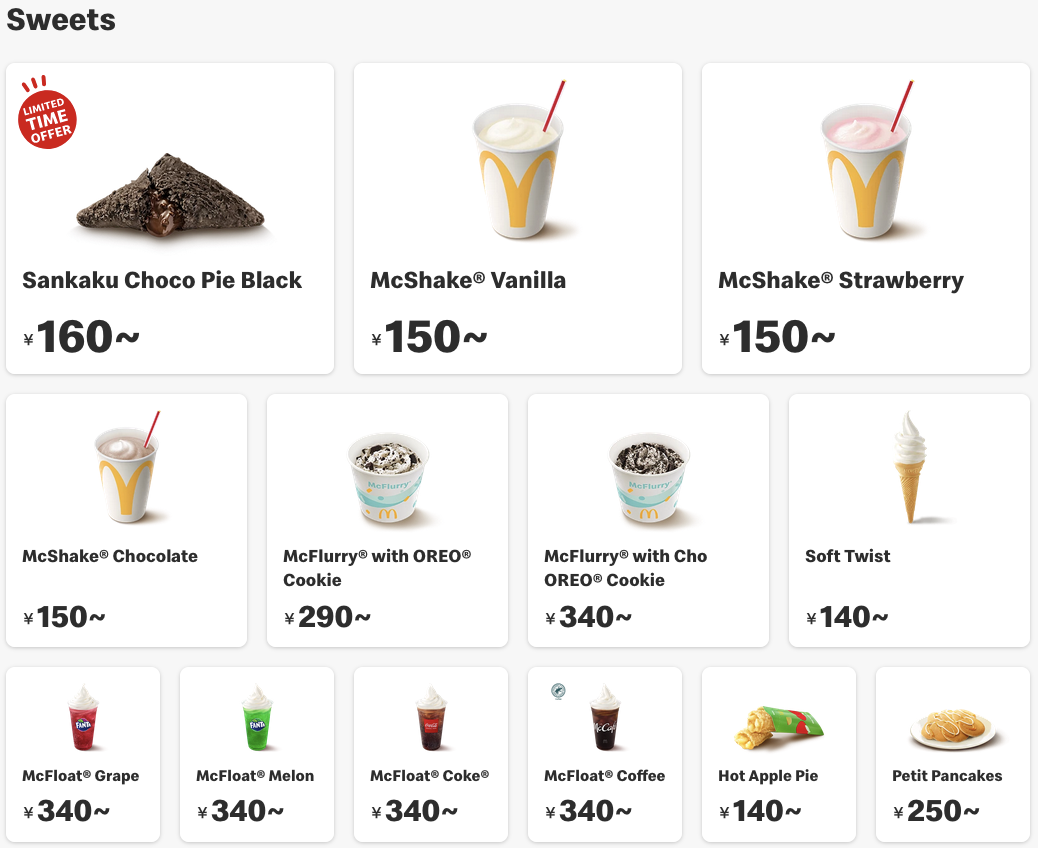 Sweets
LIMITED
TIME
OFFER
Sankaku Choco Pie Black
¥160~
McShake® Vanilla
¥150~
McShake® Strawberry
¥150~
McShake® Chocolate
¥150~
McFlurry
McFlurry® with OREO®
Cookie
¥290~
McFlurry
McFlurry® with Cho
OREO® Cookie
¥340~
Soft Twist
¥140~
FANTA
McFloat® Grape
¥340~
FANTA
McFloat® Melon
¥340~
Coca-Cola
McFloat® Coke®
¥340~
McFloat® Coffee
¥340~
Hot Apple Pie
¥140~
Petit Pancakes
¥250~